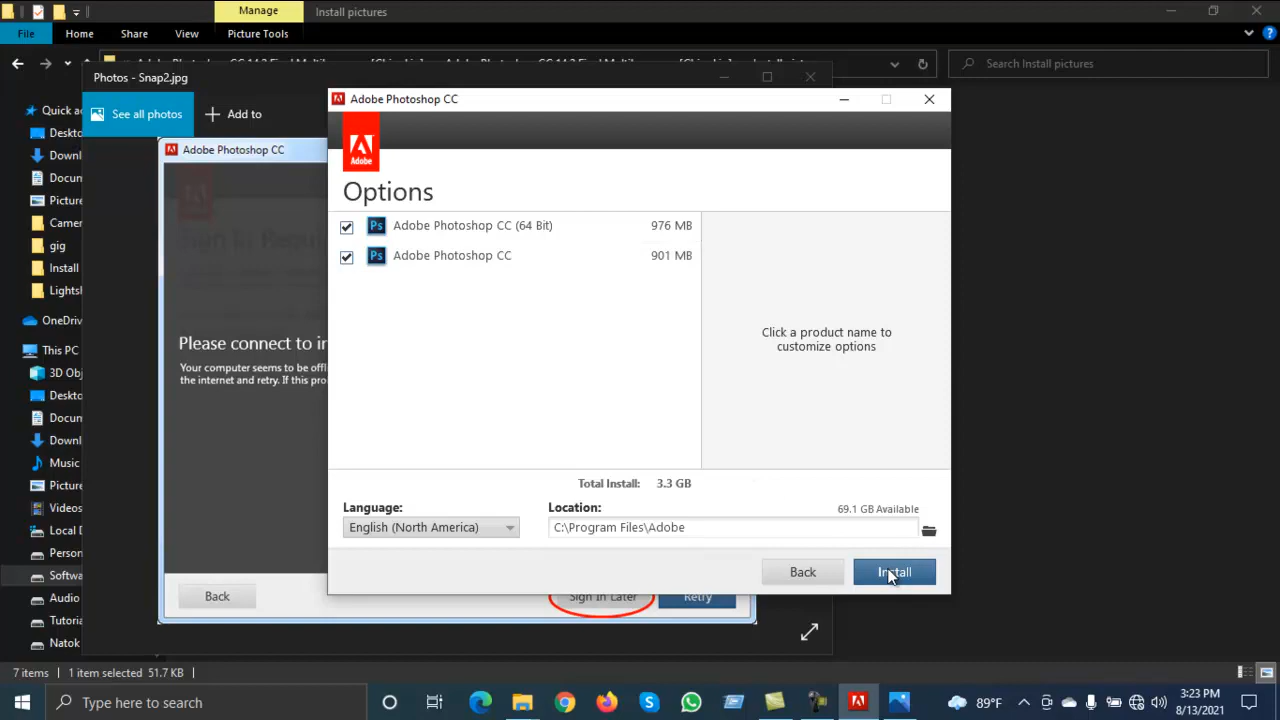 Manage
Install pictures
File
Home
Share
View
Picture Tools
Search Install pictures
Photos - Snap2.jpg
See all photos
Add to
Quick ac
Deskto
Downl
Docum
Picture
Camer
gig
Install
Lightsh
OneDriv
This PC
3D Obj
Deskto
Docum
Downl
Music
Picture
Videos
Local D
Person
Softwa
Audio
Tutoria
Natok
Adobe Photoshop CC
Please connect to in
Your computer seems to be offli
the internet and retry. If this pro
Back
Sign In Later
Retry
Adobe Photoshop CC
Adobe
Options
Ps
Adobe Photoshop CC (64 Bit)
976 MB
Ps
Adobe Photoshop CC
901 MB
Click a product name to
customize options
Total Install: 3.3 GB
Language:
English (North America)
Location:
69.1 GB Available
C:\Program Files\Adobe
Back
Install
7 items
1 item selected 51.7 KB
Type here to search
89°F
3:23 PM
8/13/2021